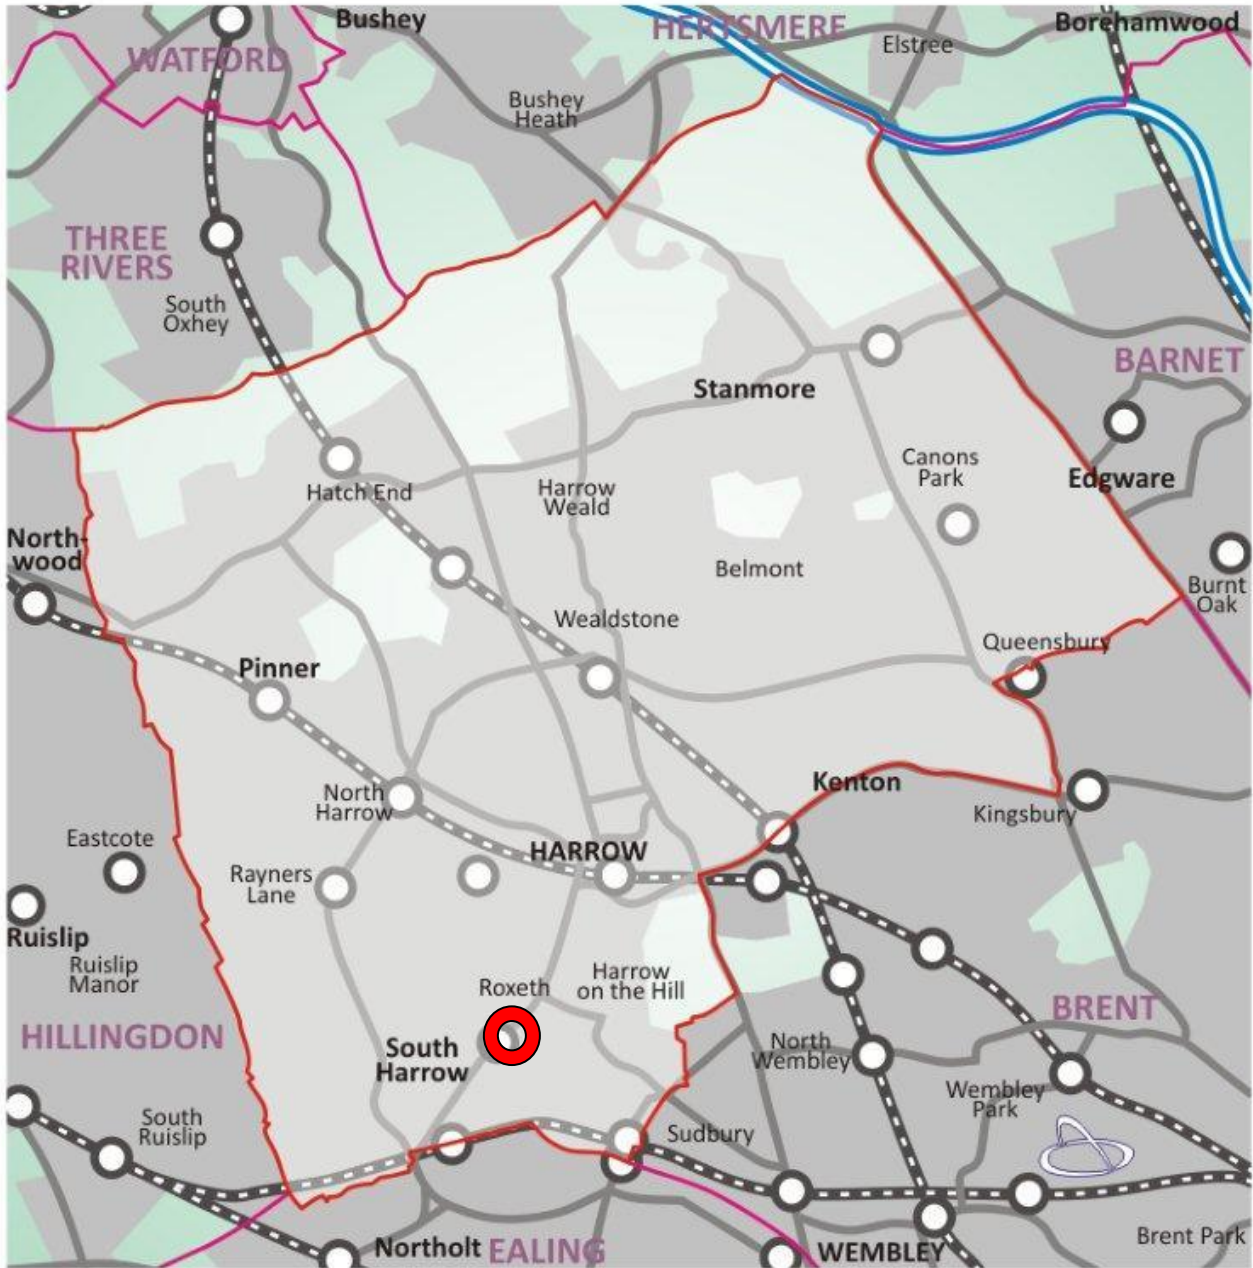 Bushey
HERTSMERE
Borehamwood
WATFORD
Elstree
Bushey
Heath
THREE
RIVERS
South
Oxhey
BARNET
Stanmore
Canons
Park
Edgware
Hatch End
Harrow
Weald
North-
wood
Belmont
Burnt
Oak
Wealdstone
Queensbury
Pinner
Kenton
North
Harrow
Kingsbury
Eastcote
HARROW
Rayners
Lane
Ruislip
Ruislip
Manor
Roxeth
Harrow
on the Hill
HILLINGDON
BRENT
South
Harrow
North
Wembley
Wembley
Park
South
Ruislip
Sudbury
Northolt
EALING
WEMBLEY
Brent Park